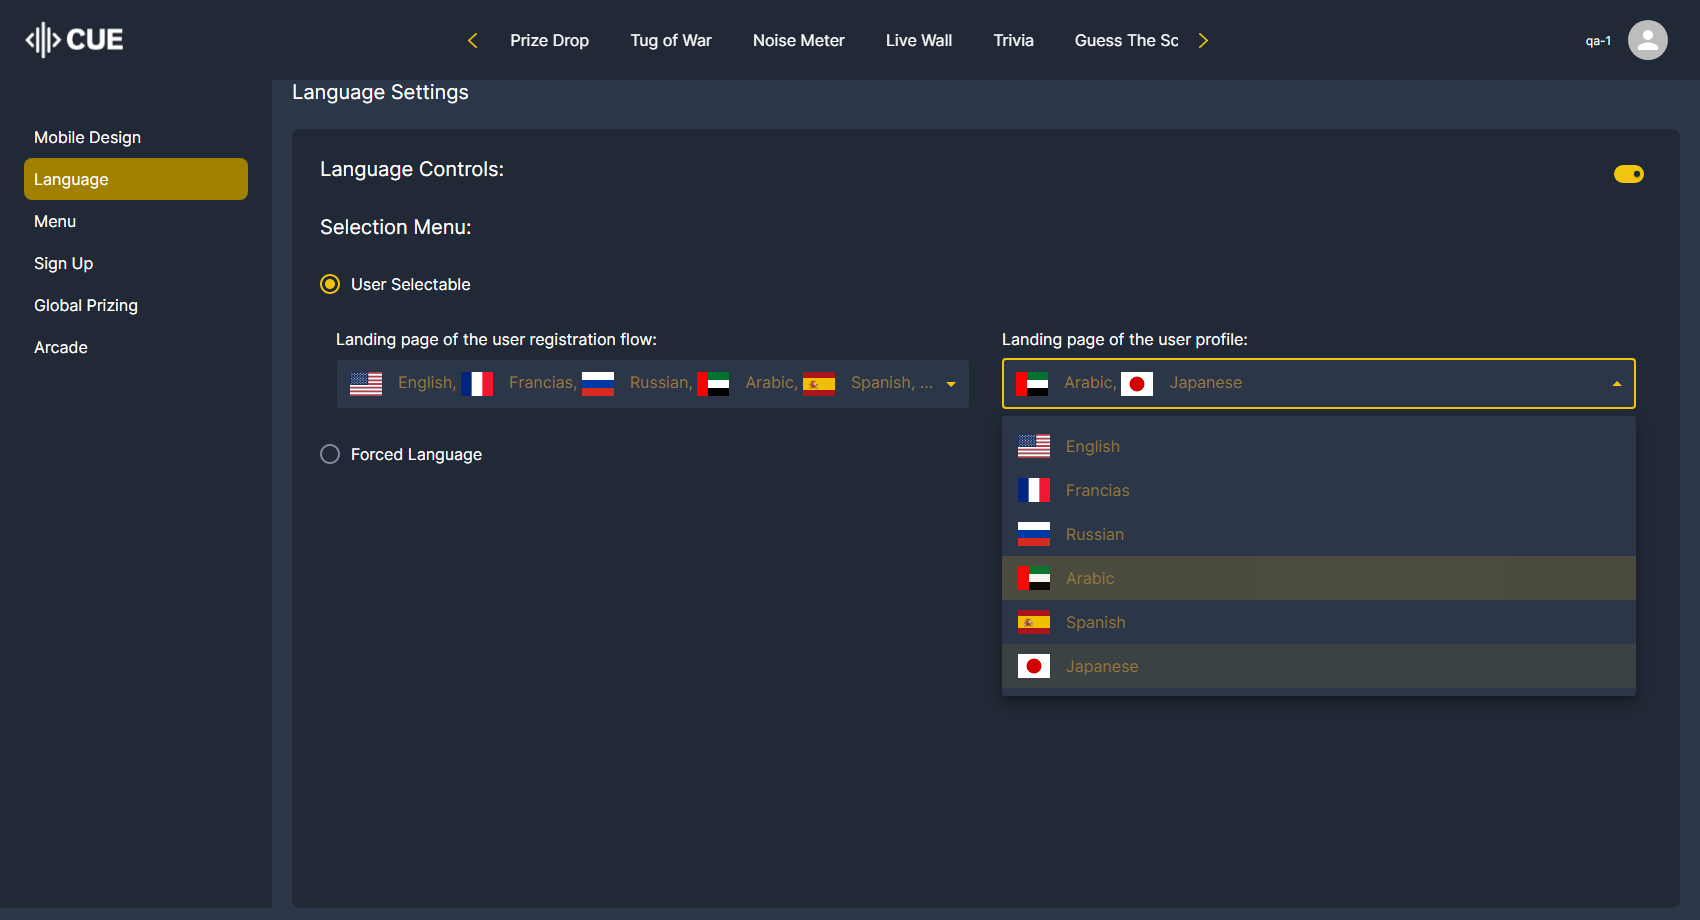 CUE
Prize Drop Tug of War Noise Meter Live Wall Trivia Guess The Sc
qa-1
Mobile Design
Language
Menu
Sign Up
Global Prizing
Arcade
Language Settings
Language Controls:
Selection Menu:
User Selectable
Landing page of the user registration flow:
English, Francias, Russian, Arabic, Spanish, ...
Forced Language
Landing page of the user profile:
Arabic, Japanese
English
Francias
Russian
Arabic
Spanish
Japanese